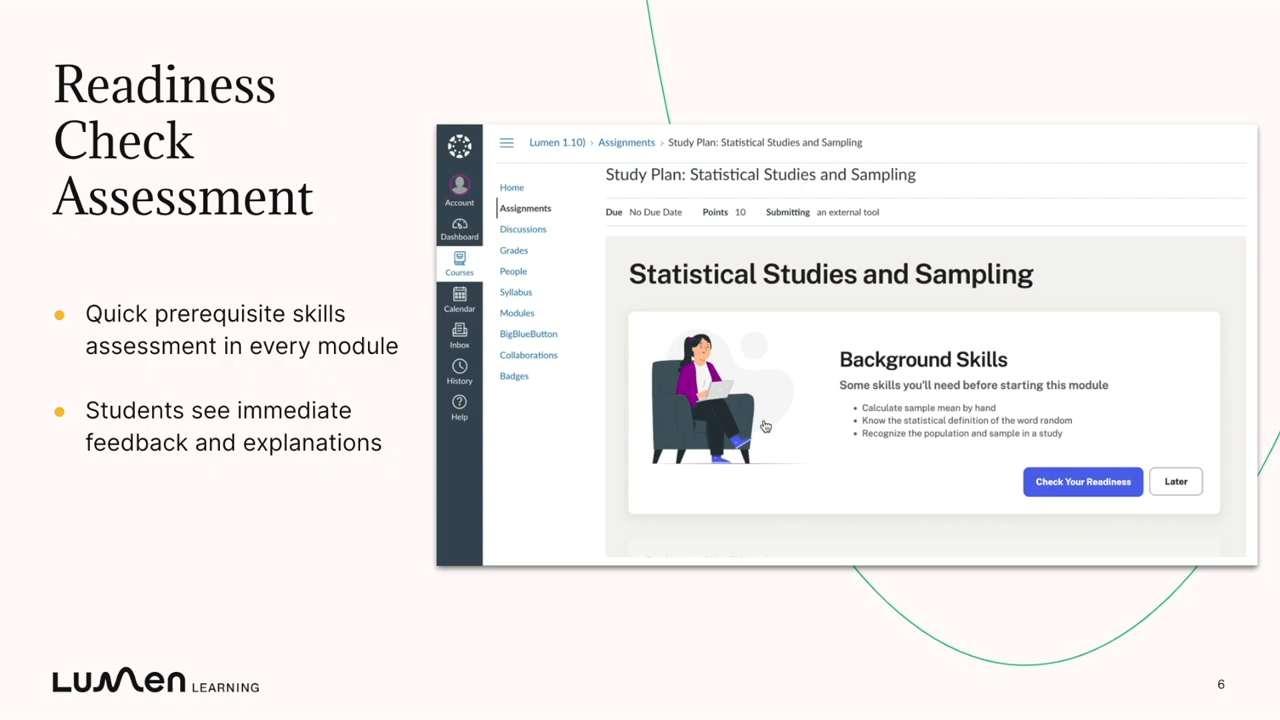 Readiness
Check
Assessment
Quick prerequisite skills
assessment in every module
Students see immediate
feedback and explanations
Account
Dashboard
Courses
Calendar
Inbox
History
Help
Lumen 1.10) › Assignments › Study Plan: Statistical Studies and Sampling
Home
Assignments
Discussions
Grades
People
Syllabus
Modules
BigBlueButton
Collaborations
Badges
Study Plan: Statistical Studies and Sampling
Due No Due Date Points 10 Submitting an external tool
Statistical Studies and Sampling
Background Skills
Some skills you'll need before starting this module
Calculate sample mean by hand
Know the statistical definition of the word random
Recognize the population and sample in a study
Check Your Readiness
Later
Lumen LEARNING
6